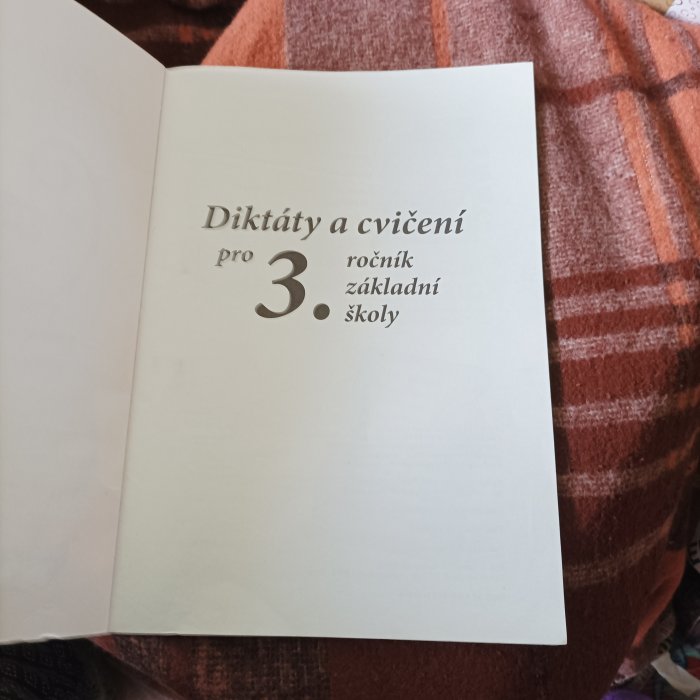 Diktáty a cvičení
pro 3. ročník
základní
školy